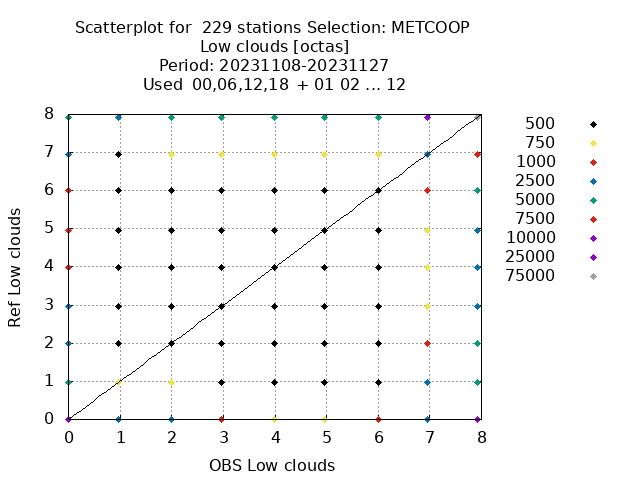 Scatterplot for  229 stations Selection: METCOOP
Low clouds [octas]
Period: 20231108-20231127
Used  00,06,12,18  + 01 02 ... 12
8
7
6
5
4
3
2
1
0
Ref Low clouds
0 1 2 3 4 5 6 7 8
OBS Low clouds
500
750
1000
2500
5000
7500
10000
25000
75000